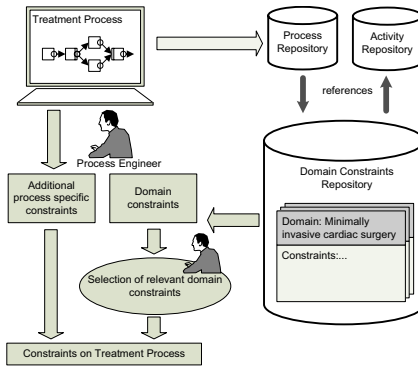 Treatment Process
Process
Repository
Activity
Repository
references
Process Engineer
Additional
process specific
constraints
Domain
constraints
Domain Constraints
Repository
Domain: Minimally
invasive cardiac surgery
Constraints:...
Selection of relevant domain
constraints
Constraints on Treatment Process